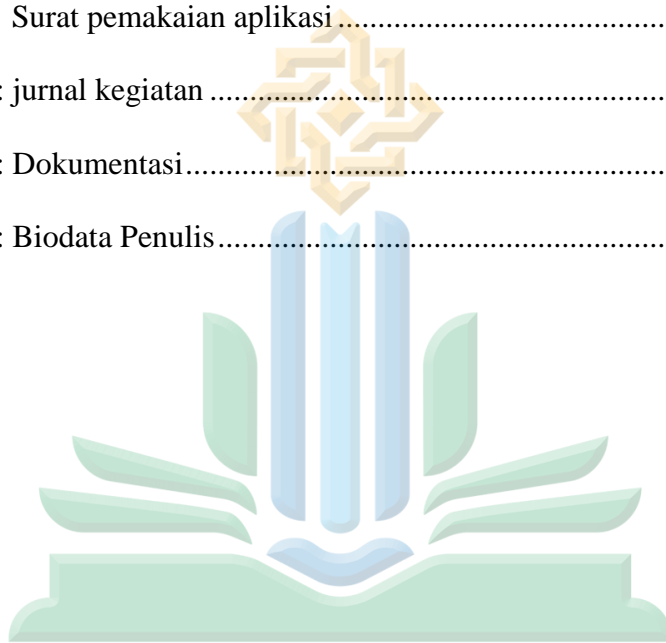 Surat pemakaian aplikasi....................................
: jurnal kegiatan ....................................................
: Dokumentasi.......................................................
: Biodata Penulis...................................................